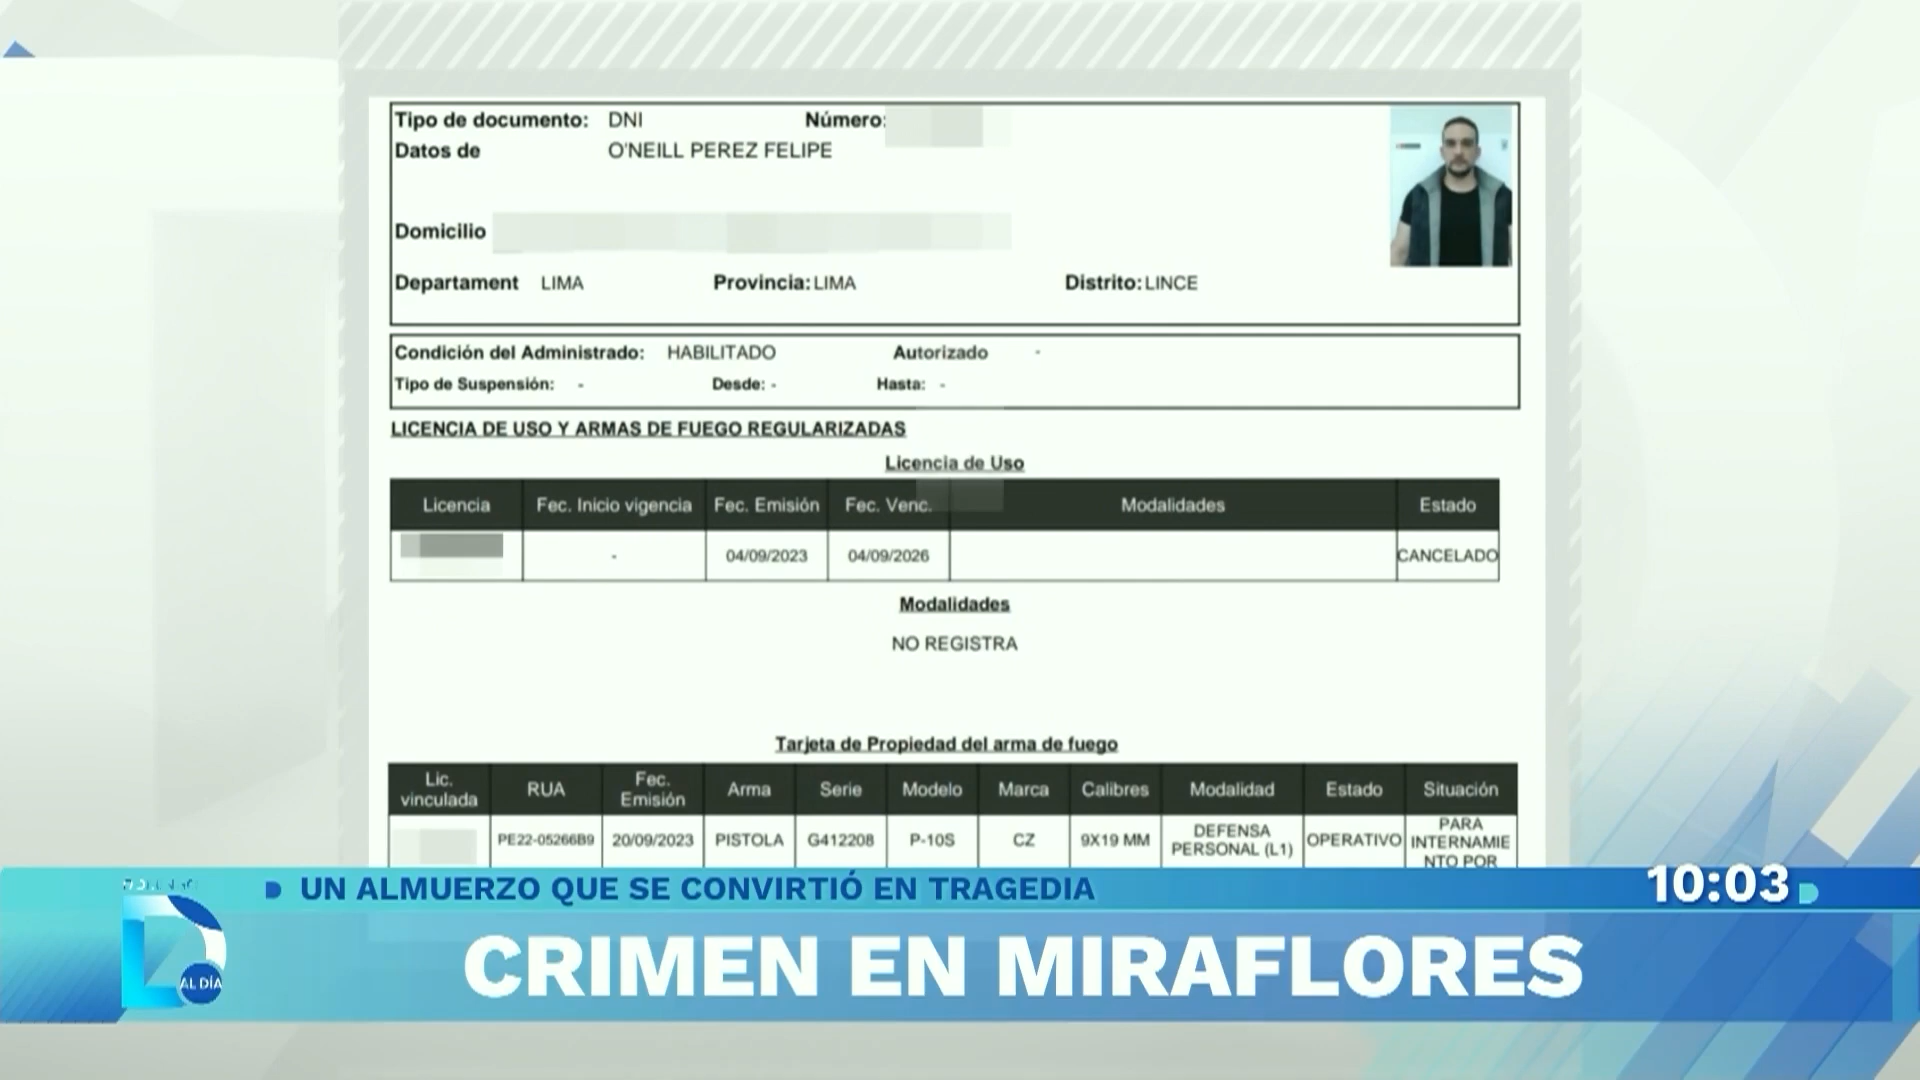 Tipo de documento: DNI Número:
Datos de O'NEILL PEREZ FELIPE
Domicilio
Departament LIMA Provincia: LIMA Distrito: LINCE
Condición del Administrado: HABILITADO Autorizado -
Tipo de Suspensión: - Desde: - Hasta: -
LICENCIA DE USO Y ARMAS DE FUEGO REGULARIZADAS
Licencia de Uso
Licencia Fec. Inicio vigencia Fec. Emisión Fec. Venc. Modalidades Estado
- 04/09/2023 04/09/2026 CANCELADO
Modalidades
NO REGISTRA
Tarjeta de Propiedad del arma de fuego
Lic. vinculada RUA Fec. Emisión Arma Serie Modelo Marca Calibres Modalidad Estado Situación
PE22-05266B9 20/09/2023 PISTOLA G412208 P-10S CZ 9X19 MM DEFENSA PERSONAL (L1) OPERATIVO PARA INTERNAMIE NTO POR
UN ALMUERZO QUE SE CONVIRTIÓ EN TRAGEDIA
10:03
D AL DÍA
CRIMEN EN MIRAFLORES